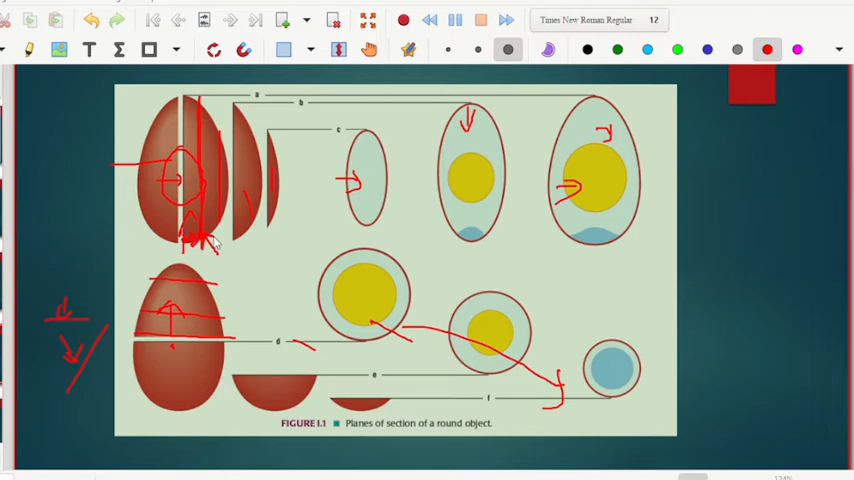 Times New Roman Regular 12
a
b
c
d
e
f
FIGURE I.1 ■ Planes of section of a round object.